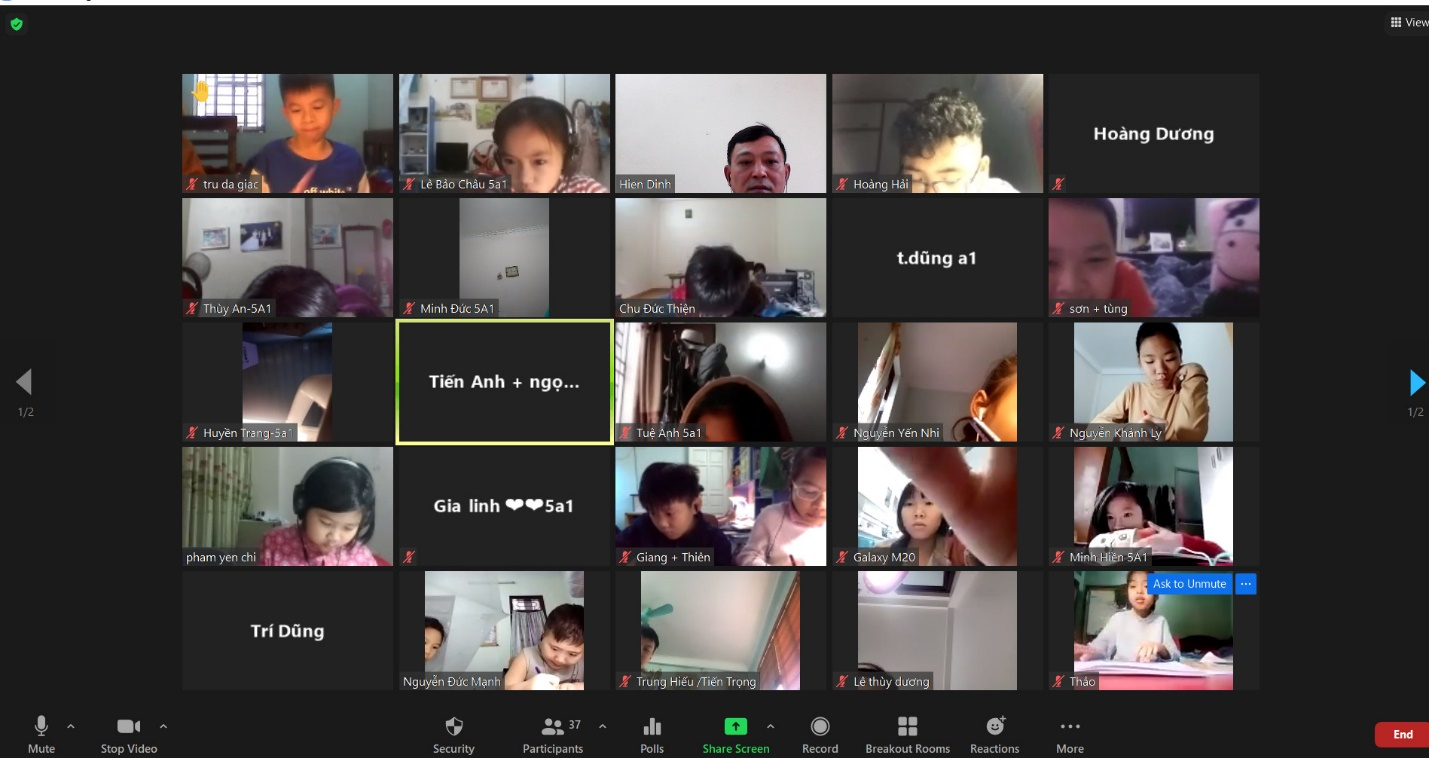 View
tru da giac
Lê Bảo Châu 5a1
Hien Dinh
Hoàng Hải
Hoàng Dương
Thùy An-5A1
Minh Đức 5A1
Chu Đức Thiện
t.dũng a1
sơn + tùng
1/2
Huyền Trang-5a1
Tiến Anh + ngọ...
Tuệ Anh 5a1
Nguyễn Yến Nhi
Nguyễn Khánh Ly
1/2
pham yen chi
Gia linh ❤❤5a1
Giang + Thiên
Galaxy M20
Minh Hiền 5A1
Trí Dũng
Nguyễn Đức Mạnh
Trung Hiếu /Tiến Trọng
Lê thùy dương
Ask to Unmute ...
Thảo
Mute
Stop Video
Security
Participants 37
Polls
Share Screen
Record
Breakout Rooms
Reactions
More
End